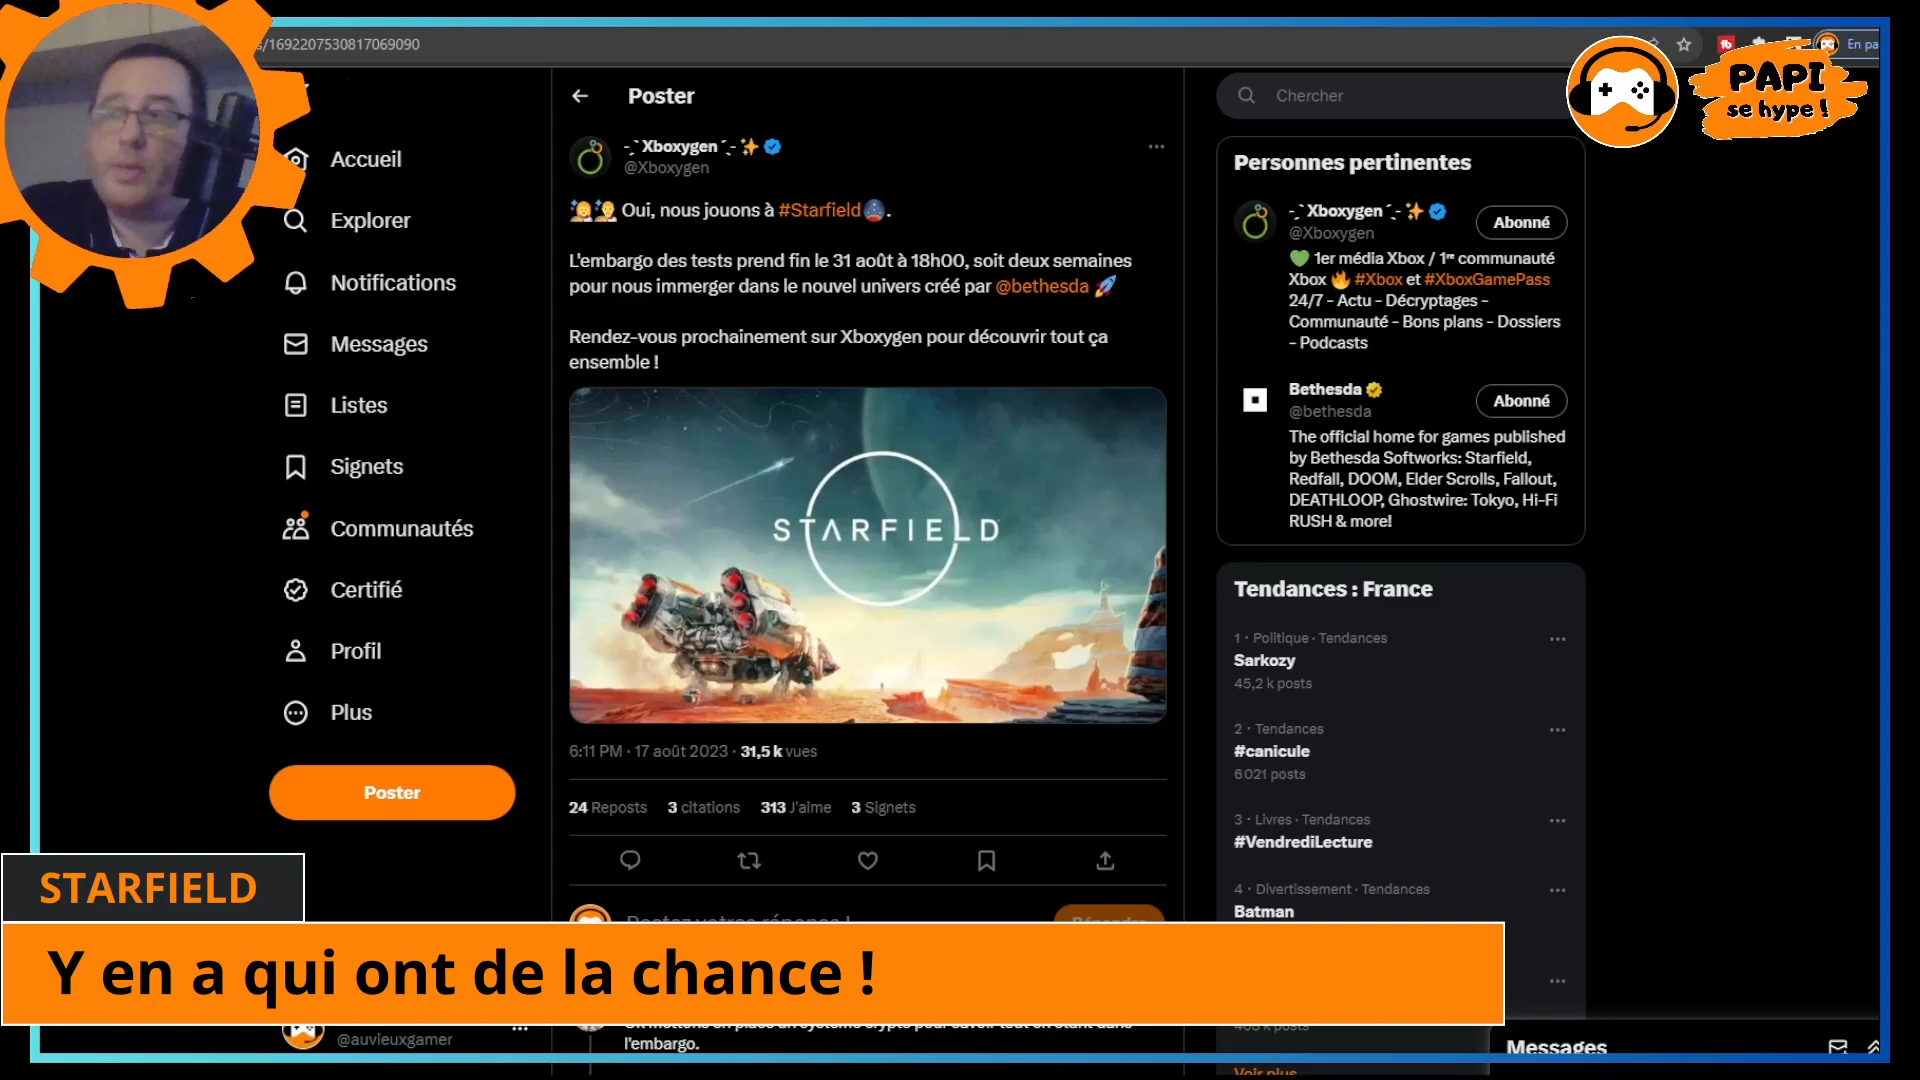 /1692207530817069090
En pa
PAPI
se hype !
Accueil
Explorer
Notifications
Messages
Listes
Signets
Communautés
Certifié
Profil
Plus
Poster
Poster
Xboxygen
@Xboxygen
Oui, nous jouons à #Starfield.
L'embargo des tests prend fin le 31 août à 18h00, soit deux semaines
pour nous immerger dans le nouvel univers créé par @bethesda
Rendez-vous prochainement sur Xboxygen pour découvrir tout ça
ensemble !
STARFIELD
6:11 PM · 17 août 2023 · 31,5 k vues
24 Reposts 3 citations 313 J'aime 3 Signets
Chercher
Personnes pertinentes
Xboxygen
@Xboxygen
Abonné
1er média Xbox / 1re communauté
Xbox #Xbox et #XboxGamePass
24/7 - Actu - Décryptages -
Communauté - Bons plans - Dossiers
- Podcasts
Bethesda
@bethesda
Abonné
The official home for games published
by Bethesda Softworks: Starfield,
Redfall, DOOM, Elder Scrolls, Fallout,
DEATHLOOP, Ghostwire: Tokyo, Hi-Fi
RUSH & more!
Tendances : France
1 · Politique · Tendances
Sarkozy
45,2 k posts
2 · Tendances
#canicule
6 021 posts
3 · Livres · Tendances
#VendrediLecture
4 · Divertissement · Tendances
Batman
STARFIELD
Y en a qui ont de la chance !
@auvieuxgamer
l'embargo.
Messages
Voir plus